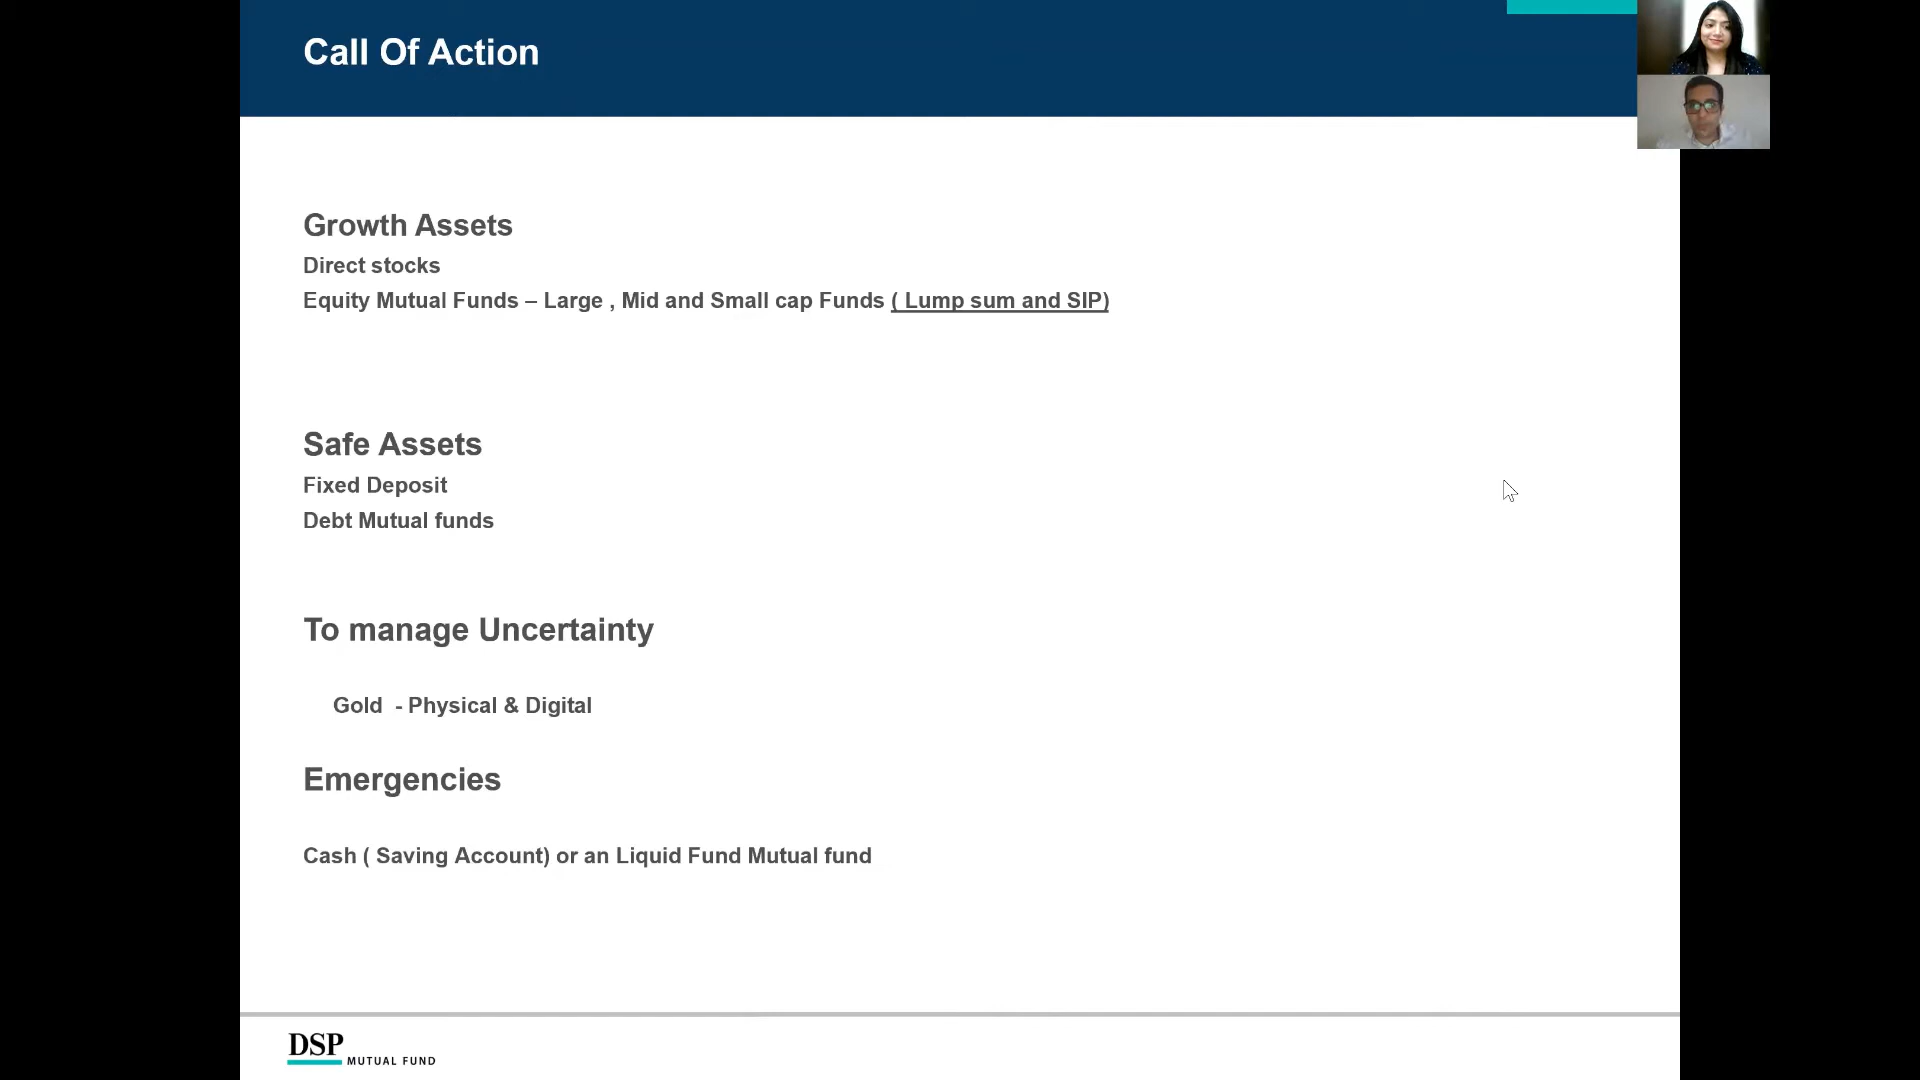 Call Of Action
Growth Assets
Direct stocks
Equity Mutual Funds – Large , Mid and Small cap Funds ( Lump sum and SIP)
Safe Assets
Fixed Deposit
Debt Mutual funds
To manage Uncertainty
Gold  - Physical & Digital
Emergencies
Cash ( Saving Account) or an Liquid Fund Mutual fund
DSP
MUTUAL FUND